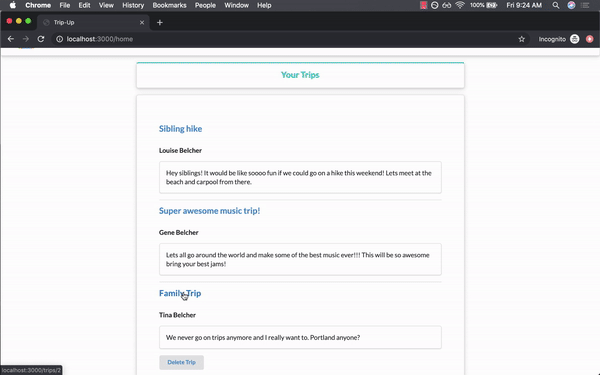 Chrome File Edit View History Bookmarks People Window Help 100% Fri 9:24 AM
Trip-Up
localhost:3000/home Incognito
Your Trips
Sibling hike
Louise Belcher
Hey siblings! It would be like soooo fun if we could go on a hike this weekend! Lets meet at the
beach and carpool from there.
Super awesome music trip!
Gene Belcher
Lets all go around the world and make some of the best music ever!!! This will be so awesome
bring your best jams!
Family Trip
Tina Belcher
We never go on trips anymore and I really want to. Portland anyone?
Delete Trip
localhost:3000/trips/2